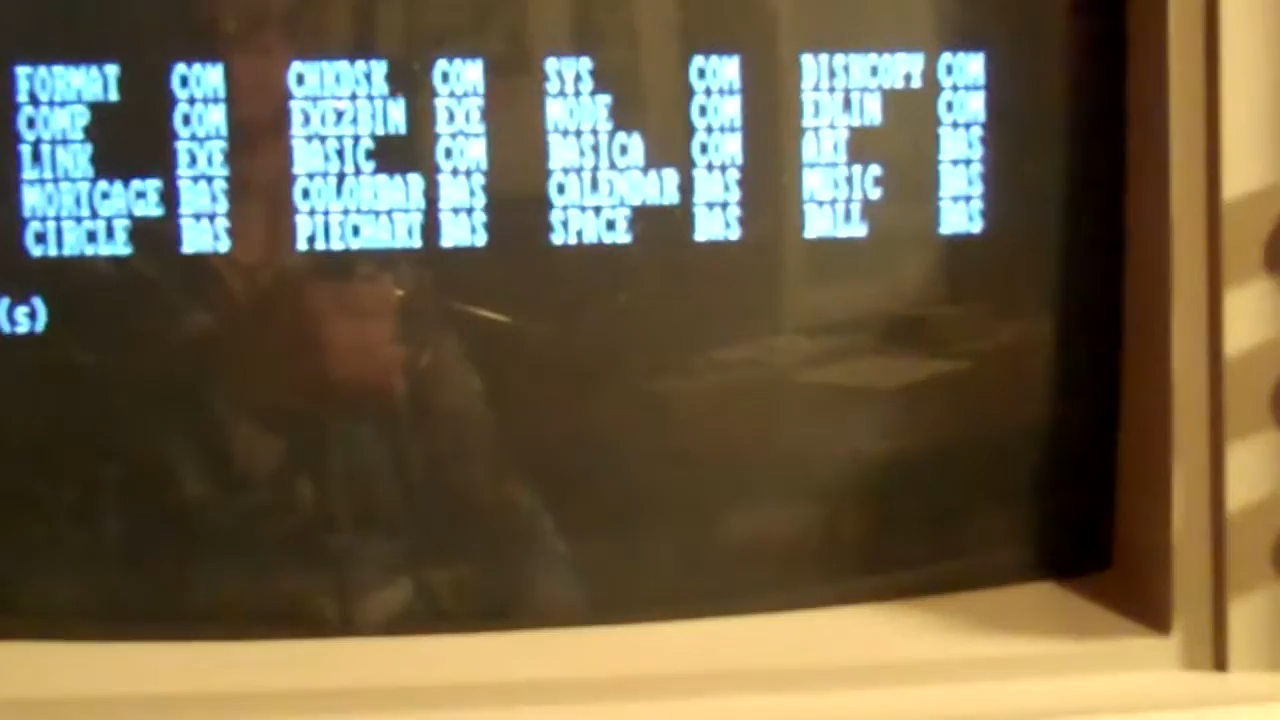 FORMAT COM CHKDSK COM SYS COM DISKCOPY COM
COMP COM EXE2BIN EXE MODE COM EDLIN COM
LINK EXE BASIC COM BASICA COM ART BAS
MORTGAGE BAS COLORBAR BAS CALENDAR BAS MUSIC BAS
CIRCLE BAS PIECHART BAS SPACE BAS BALL BAS
(s)